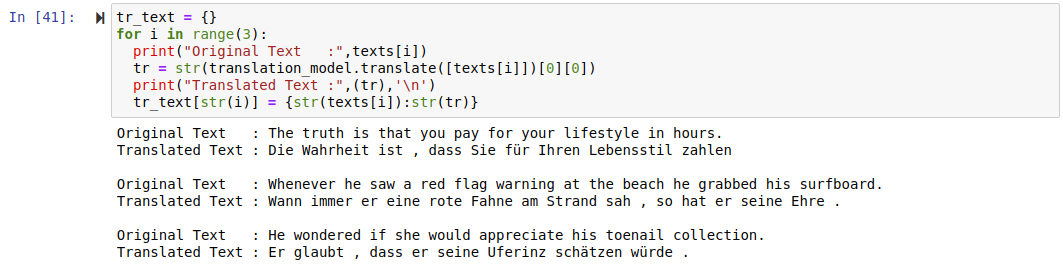 In [41]:
tr_text = {}
for i in range(3):
  print("Original Text   :",texts[i])
  tr = str(translation_model.translate([texts[i]])[0][0])
  print("Translated Text :",(tr),'\n')
  tr_text[str(i)] = {str(texts[i]):str(tr)}
Original Text   : The truth is that you pay for your lifestyle in hours.
Translated Text : Die Wahrheit ist , dass Sie für Ihren Lebensstil zahlen
Original Text   : Whenever he saw a red flag warning at the beach he grabbed his surfboard.
Translated Text : Wann immer er eine rote Fahne am Strand sah , so hat er seine Ehre .
Original Text   : He wondered if she would appreciate his toenail collection.
Translated Text : Er glaubt , dass er seine Uferinz schätzen würde .